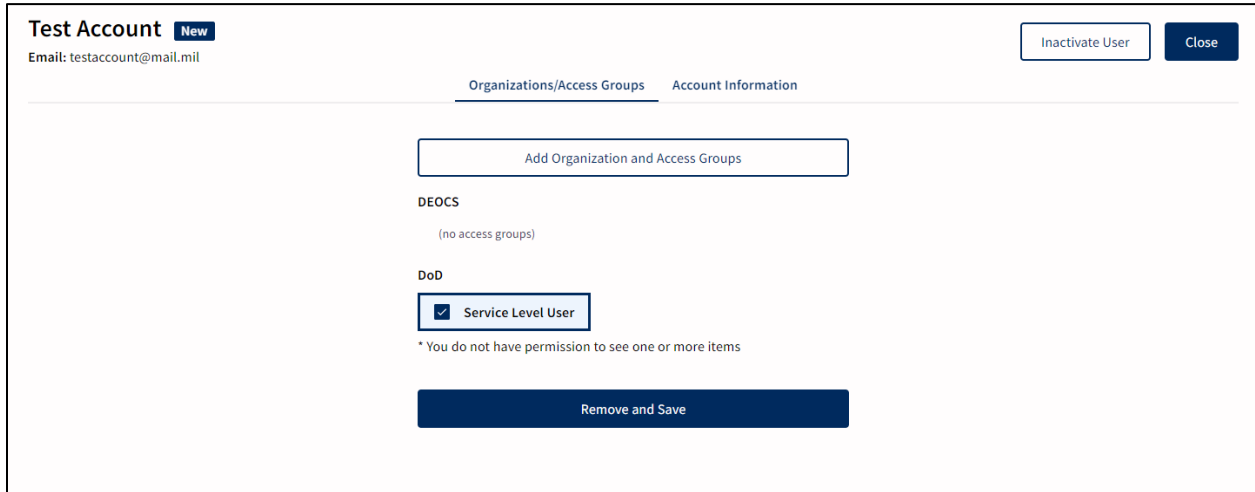 Test Account New
Email: testaccount@mail.mil
Inactivate User
Close
Organizations/Access Groups
Account Information
Add Organization and Access Groups
DEOCS
(no access groups)
DoD
Service Level User
* You do not have permission to see one or more items
Remove and Save